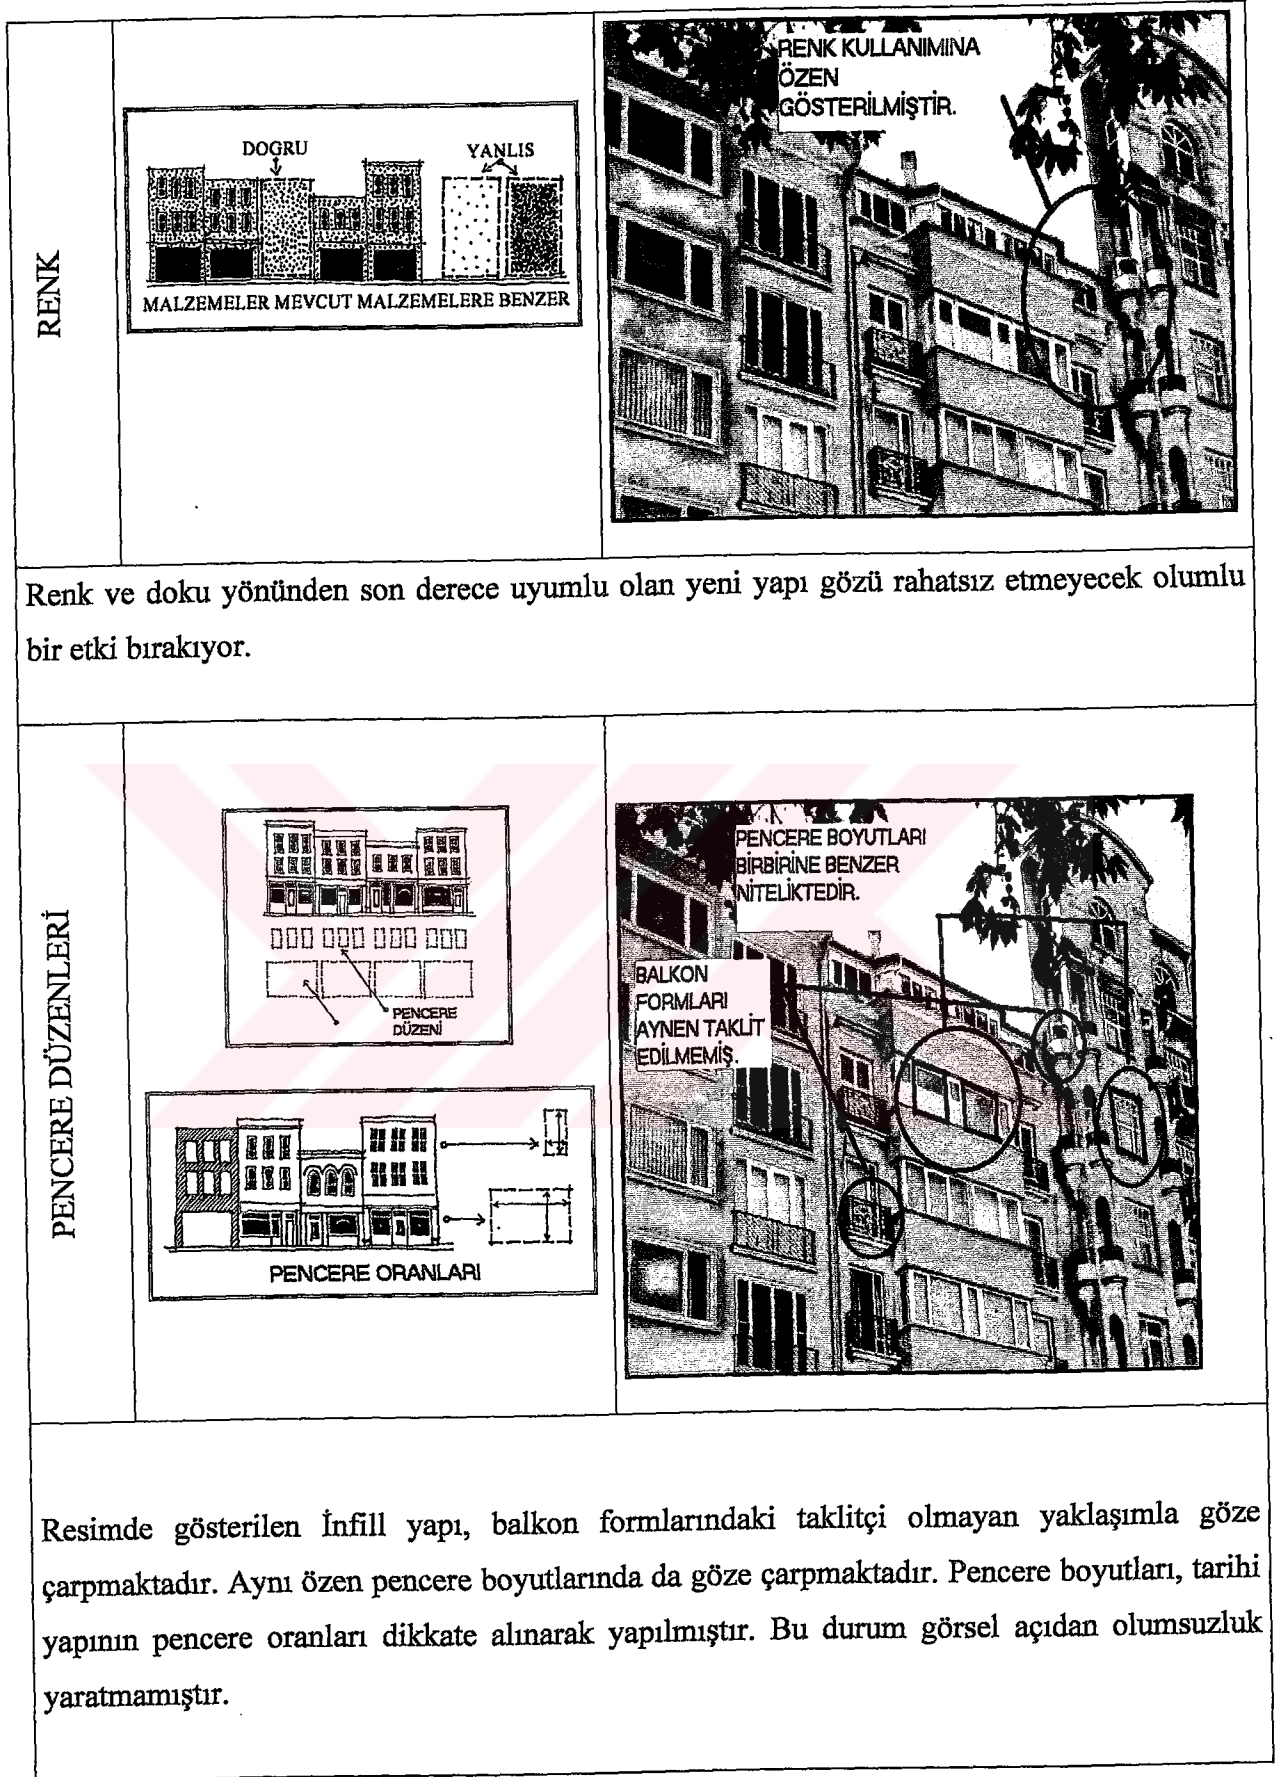 RENK
DOGRU
YANLIS
MALZEMELER MEVCUT MALZEMELERE BENZER
RENK KULLANIMINA
ÖZEN
GÖSTERİLMİŞTİR.
Renk ve doku yönünden son derece uyumlu olan yeni yapı gözü rahatsız etmeyecek olumlu
bir etki bırakıyor.
PENCERE DÜZENLERİ
PENCERE
DÜZENİ
PENCERE ORANLARI
PENCERE BOYUTLARI
BİRBİRİNE BENZER
NİTELİKTEDİR.
BALKON
FORMLARI
AYNEN TAKLİT
EDİLMEMİŞ.
Resimde gösterilen İnfill yapı, balkon formlarındaki taklitçi olmayan yaklaşımla göze
çarpmaktadır. Aynı özen pencere boyutlarında da göze çarpmaktadır. Pencere boyutları, tarihi
yapının pencere oranları dikkate alınarak yapılmıştır. Bu durum görsel açıdan olumsuzluk
yaratmamıştır.